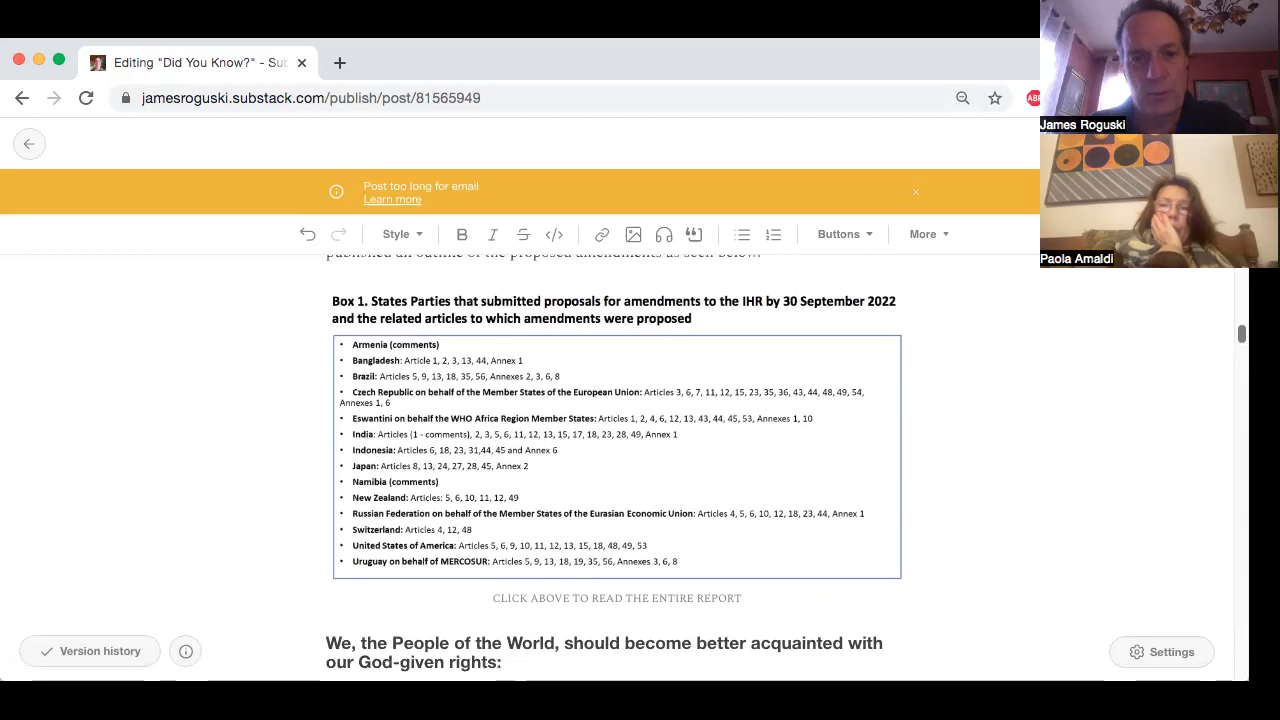 Editing "Did You Know?" - Sub
jamesroguski.substack.com/publish/post/81565949
ABP
James Roguski
Paola Amaldi
Post too long for email
Learn more
Style
B I S </>
Buttons
More
published an outline of the proposed amendments as seen below:
Box 1. States Parties that submitted proposals for amendments to the IHR by 30 September 2022
and the related articles to which amendments were proposed
• Armenia (comments)
• Bangladesh: Article 1, 2, 3, 13, 44, Annex 1
• Brazil: Articles 5, 9, 13, 18, 35, 56, Annexes 2, 3, 6, 8
• Czech Republic on behalf of the Member States of the European Union: Articles 3, 6, 7, 11, 12, 15, 23, 35, 36, 43, 44, 48, 49, 54,
Annexes 1, 6
• Eswantini on behalf the WHO Africa Region Member States: Articles 1, 2, 4, 6, 12, 13, 43, 44, 45, 53, Annexes 1, 10
• India: Articles (1 - comments), 2, 3, 5, 6, 11, 12, 13, 15, 17, 18, 23, 28, 49, Annex 1
• Indonesia: Articles 6, 18, 23, 31,44, 45 and Annex 6
• Japan: Articles 8, 13, 24, 27, 28, 45, Annex 2
• Namibia (comments)
• New Zealand: Articles: 5, 6, 10, 11, 12, 49
• Russian Federation on behalf of the Member States of the Eurasian Economic Union: Articles 4, 5, 6, 10, 12, 18, 23, 44, Annex 1
• Switzerland: Articles 4, 12, 48
• United States of America: Articles 5, 6, 9, 10, 11, 12, 13, 15, 18, 48, 49, 53
• Uruguay on behalf of MERCOSUR: Articles 5, 9, 13, 18, 19, 35, 56, Annexes 3, 6, 8
CLICK ABOVE TO READ THE ENTIRE REPORT
We, the People of the World, should become better acquainted with
our God-given rights:
Version history
Settings